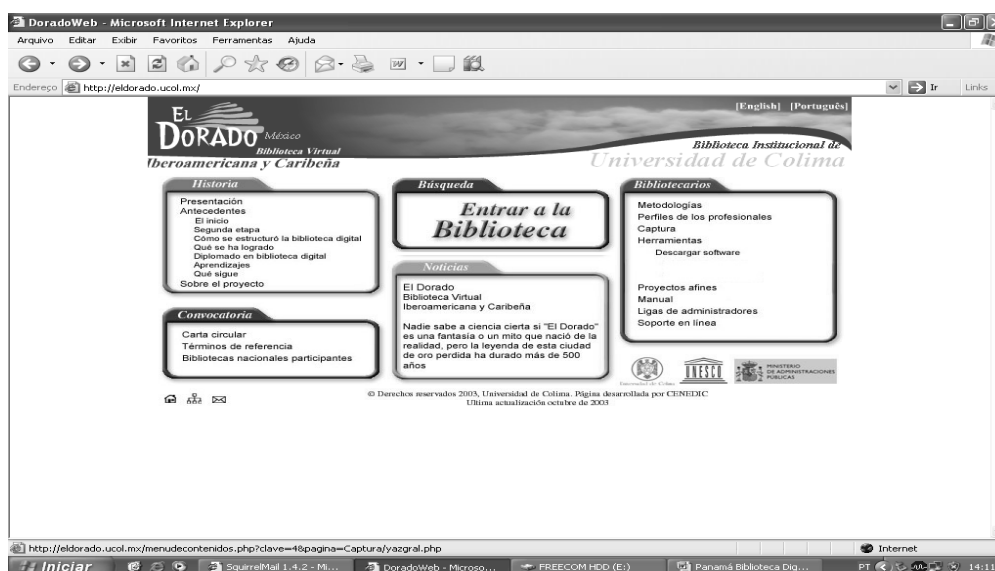 DoradoWeb - Microsoft Internet Explorer
Arquivo Editar Exibir Favoritos Ferramentas Ajuda
Endereço http://eldorado.ucol.mx/ Ir Links
[English] [Português]
EL DORADO México
Biblioteca Virtual
Iberoamericana y Caribeña
Biblioteca Institucional de
Universidad de Colima
Historia
Presentación
Antecedentes
El inicio
Segunda etapa
Cómo se estructuró la biblioteca digital
Qué se ha logrado
Diplomado en biblioteca digital
Aprendizajes
Qué sigue
Sobre el proyecto
Convocatoria
Carta circular
Términos de referencia
Bibliotecas nacionales participantes
Búsqueda
Entrar a la
Biblioteca
Noticias
El Dorado
Biblioteca Virtual
Iberoamericana y Caribeña
Nadie sabe a ciencia cierta si "El Dorado"
es una fantasía o un mito que nació de la
realidad, pero la leyenda de esta ciudad
de oro perdida ha durado más de 500
años
Bibliotecarios
Metodologías
Perfiles de los profesionales
Captura
Herramientas
Descargar software
Proyectos afines
Manual
Ligas de administradores
Soporte en línea
Universidad de Colima
UNESCO
MINISTERIO
DE ADMINISTRACIONES
PÚBLICAS
© Derechos reservados 2003, Universidad de Colima. Página desarrollada por CENEDIC
Ultima actualización octubre de 2003
http://eldorado.ucol.mx/menudecontenidos.php?clave=4&pagina=Captura/yazgral.php Internet
Iniciar SquirrelMail 1.4.2 - Mi... DoradoWeb - Microso... FREECOM HDD (E:) Panamá Biblioteca Dig... PT 14:11